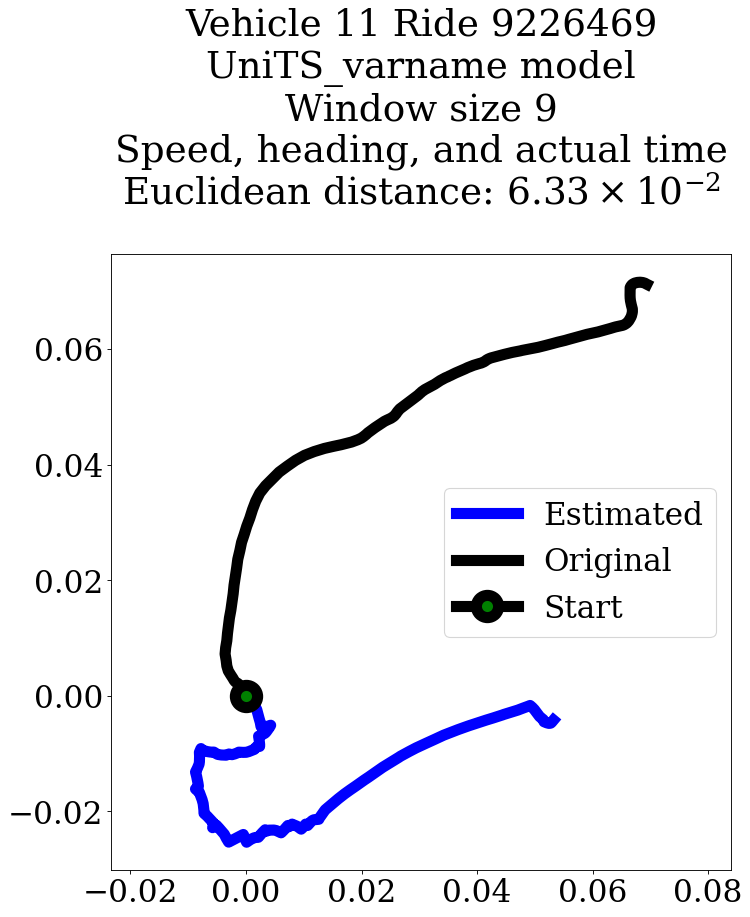 Vehicle 11 Ride 9226469
UniTS_varname model
Window size 9
Speed, heading, and actual time
Euclidean distance: 6.33 × 10⁻²
0.06
0.04
Estimated
Original
0.02
Start
0.00
−0.02
−0.02 0.00 0.02 0.04 0.06 0.08